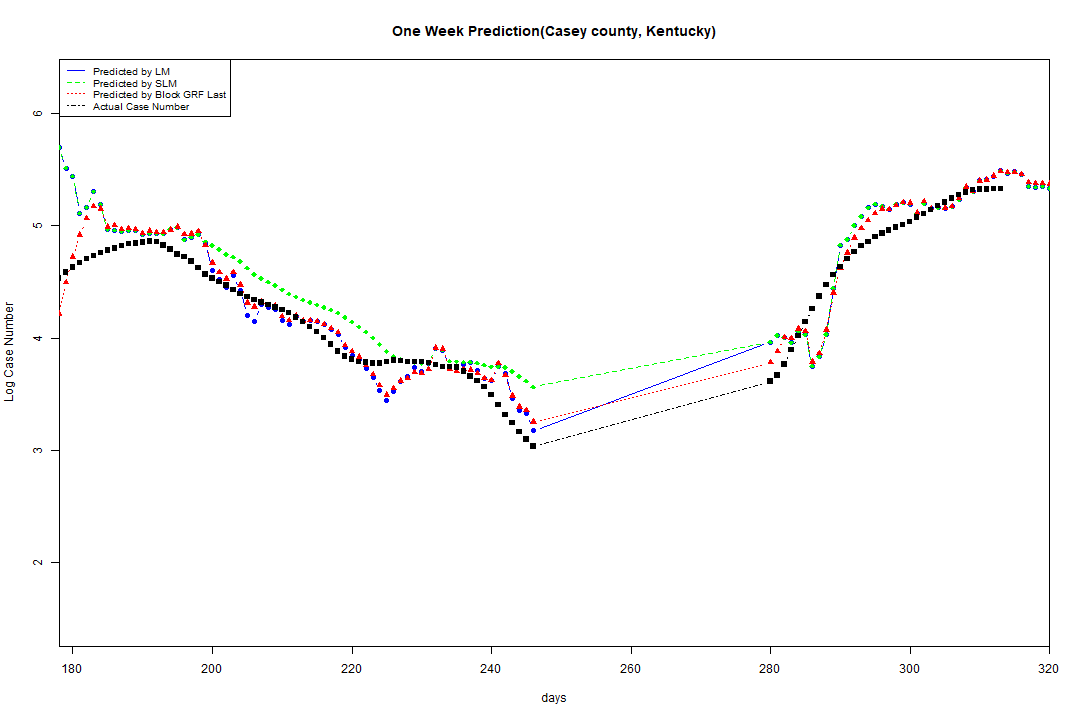 One Week Prediction(Casey county, Kentucky)
Predicted by LM
Predicted by SLM
Predicted by Block GRF Last
Actual Case Number
Log Case Number
6
5
4
3
2
180 200 220 240 260 280 300 320
days